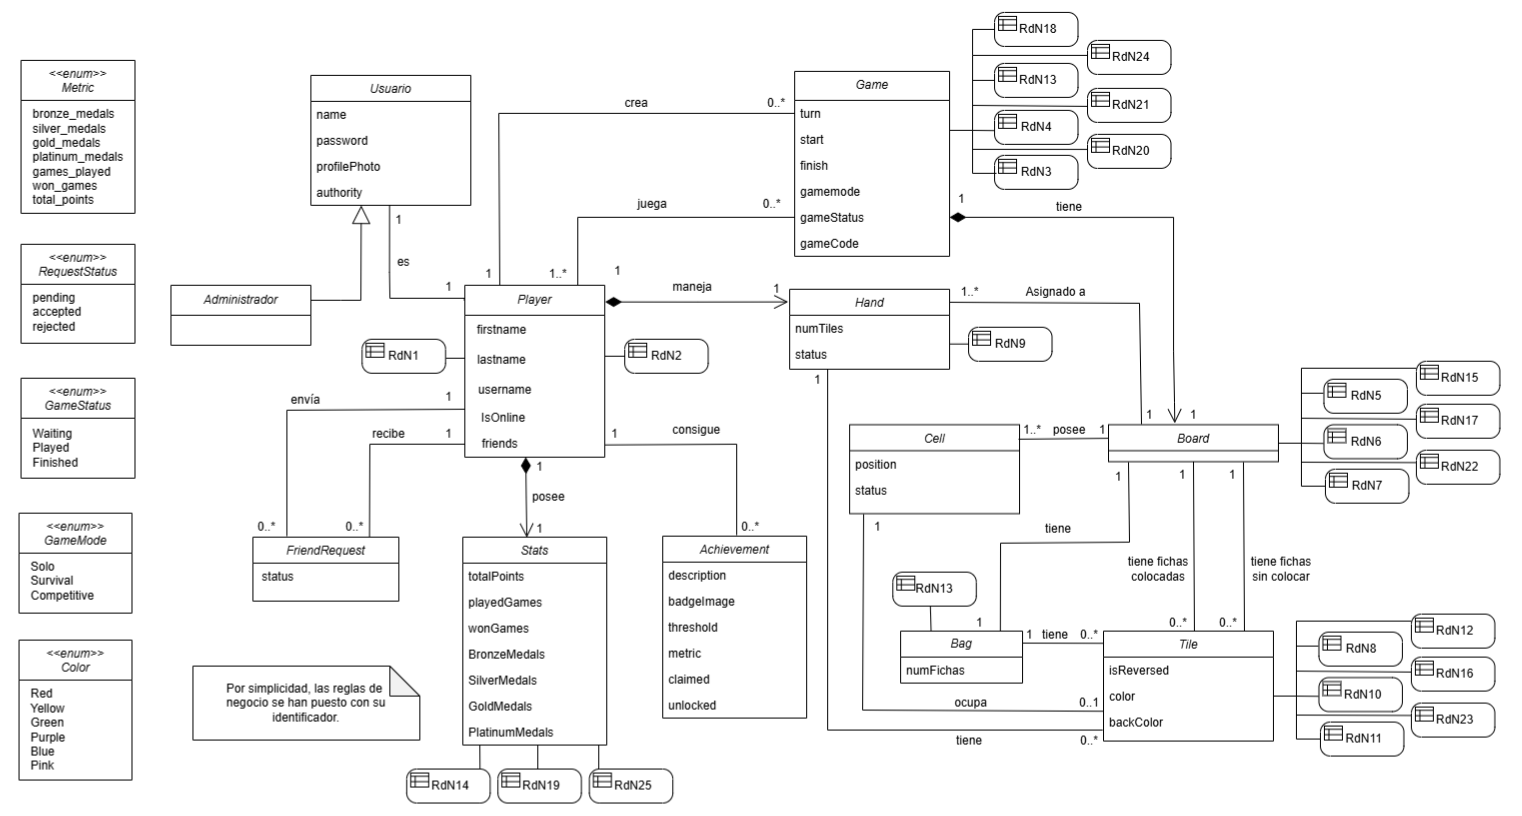 <<enum>>
Metric
bronze_medals
silver_medals
gold_medals
platinum_medals
games_played
won_games
total_points
<<enum>>
RequestStatus
pending
accepted
rejected
<<enum>>
GameStatus
Waiting
Played
Finished
<<enum>>
GameMode
Solo
Survival
Competitive
<<enum>>
Color
Red
Yellow
Green
Purple
Blue
Pink
Usuario
name
password
profilePhoto
authority
1
es
1
Administrador
crea
0..*
1
juega
0..*
1..*
Game
turn
start
finish
gamemode
gameStatus
gameCode
RdN18
RdN24
RdN13
RdN21
RdN4
RdN20
RdN3
1
tiene
1
Player
firstname
lastname
username
IsOnline
friends
RdN1
RdN2
1
maneja
1
Hand
numTiles
status
RdN9
1..*
Asignado a
1
envía
1
0..*
recibe
1
0..*
FriendRequest
status
1
posee
1
Stats
totalPoints
playedGames
wonGames
BronzeMedals
SilverMedals
GoldMedals
PlatinumMedals
RdN14
RdN19
RdN25
1
consigue
0..*
Achievement
description
badgeImage
threshold
metric
claimed
unlocked
Por simplicidad, las reglas de
negocio se han puesto con su
identificador.
Cell
position
status
1..*
posee
1
Board
RdN15
RdN5
RdN17
RdN6
RdN22
RdN7
1
tiene
1
1
tiene fichas
colocadas
0..*
1
tiene fichas
sin colocar
0..*
RdN13
Bag
numFichas
1
tiene
0..*
Tile
isReversed
color
backColor
RdN12
RdN8
RdN16
RdN10
RdN23
RdN11
1
ocupa
0..1
1
tiene
0..*